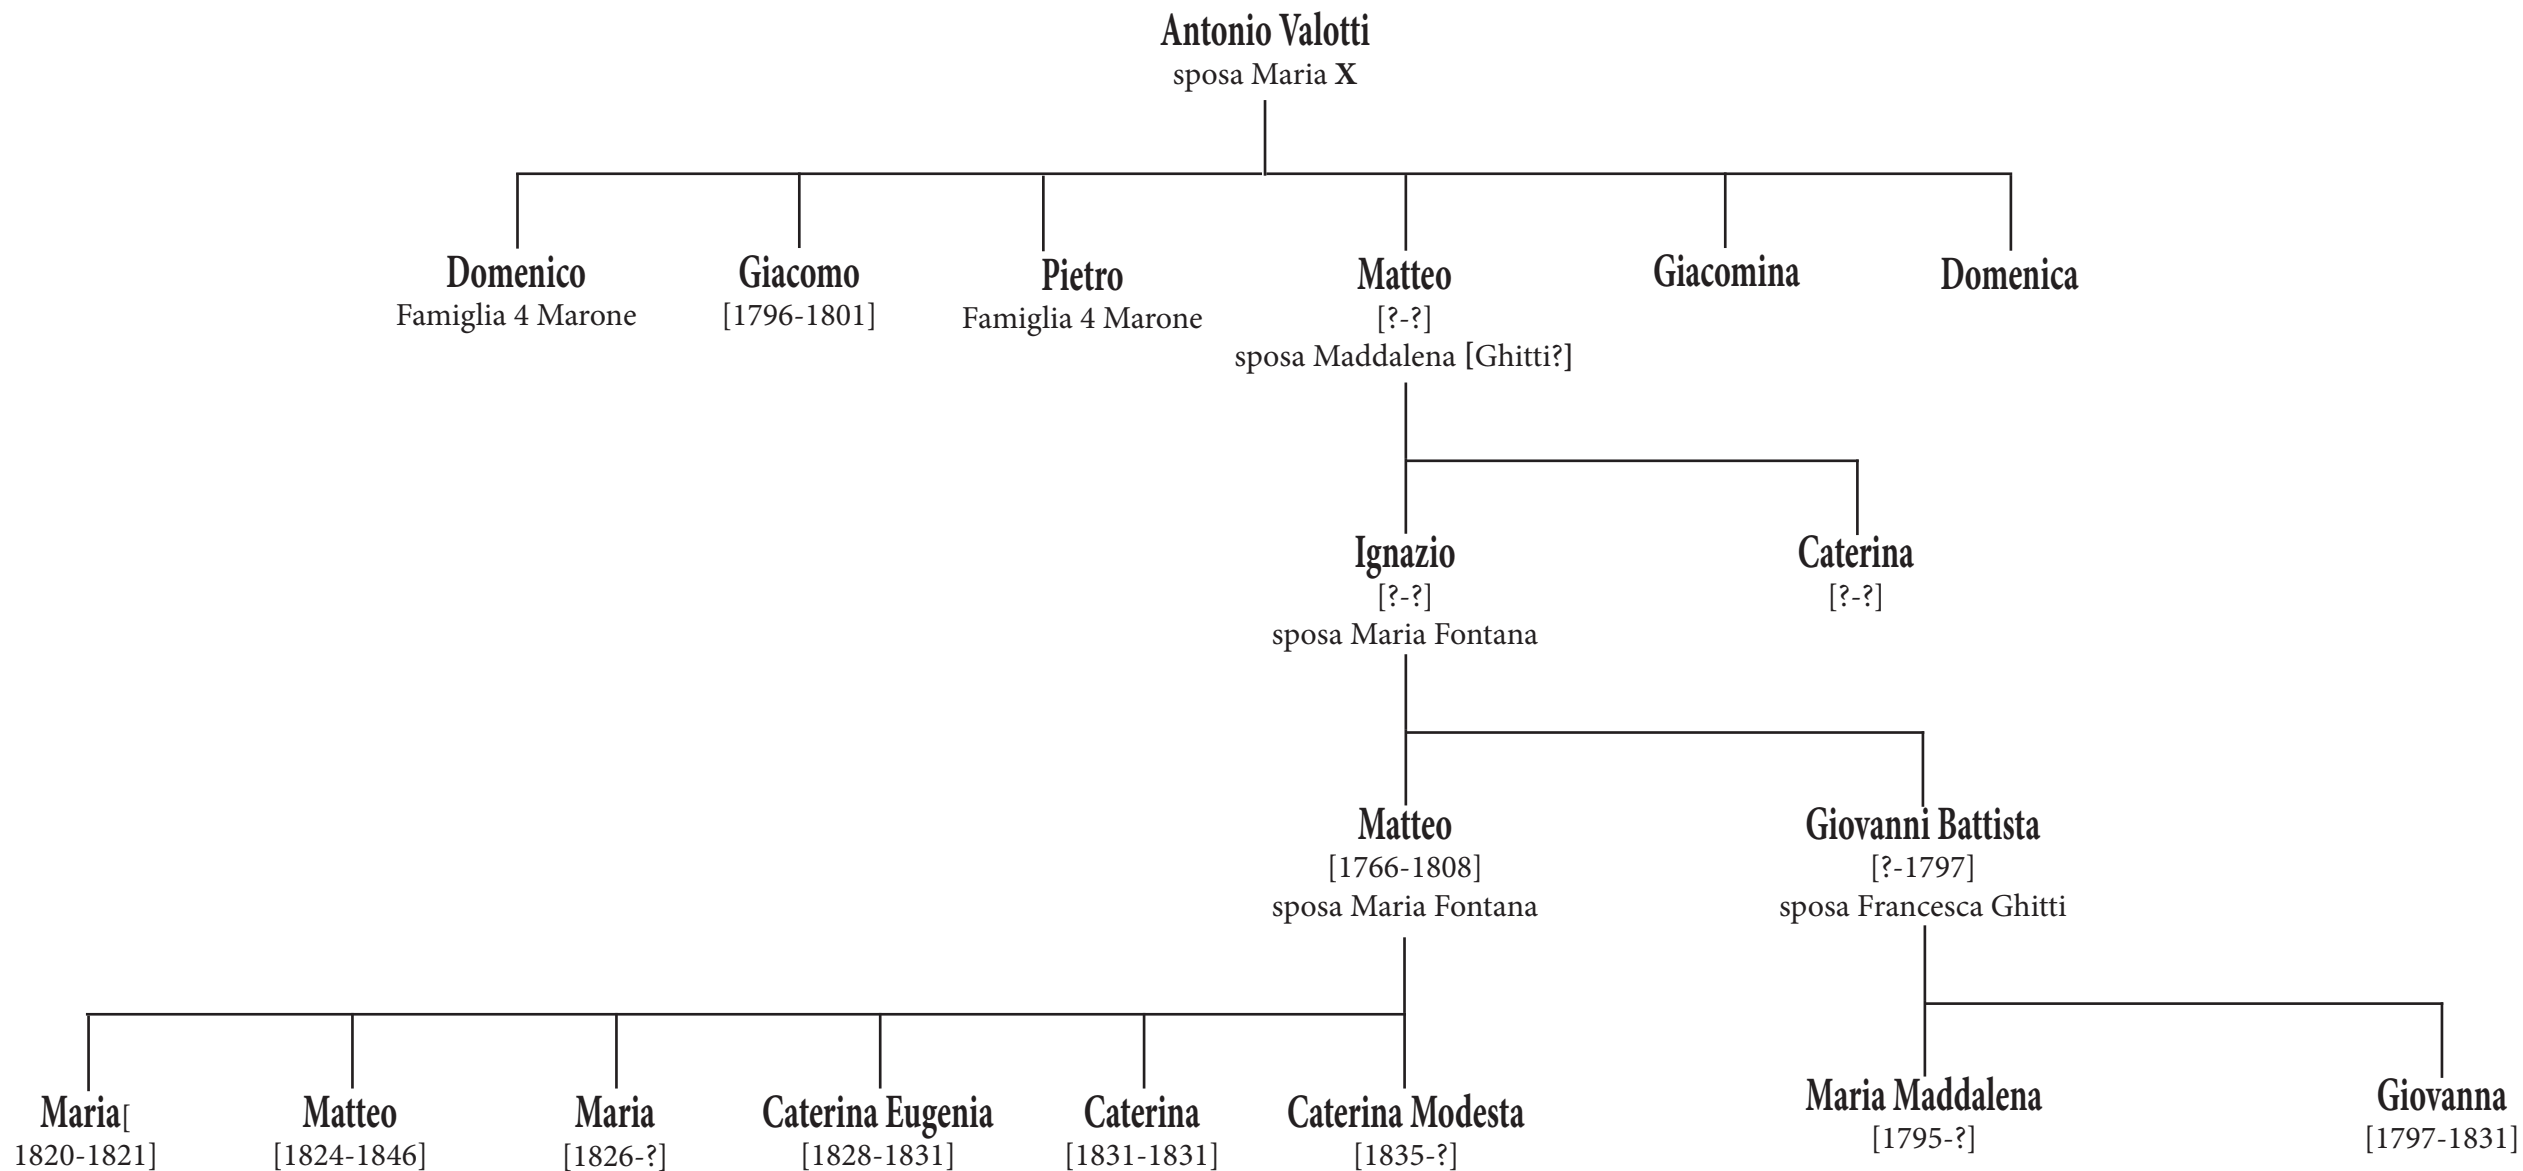 Antonio Valotti
sposa Maria X
Domenico
Famiglia 4 Marone
Giacomo
[1796-1801]
Pietro
Famiglia 4 Marone
Matteo
[?-?]
sposa Maddalena [Ghitti?]
Giacomina
Domenica
Ignazio
[?-?]
sposa Maria Fontana
Caterina
[?-?]
Matteo
[1766-1808]
sposa Maria Fontana
Giovanni Battista
[?-1797]
sposa Francesca Ghitti
Maria[
1820-1821]
Matteo
[1824-1846]
Maria
[1826-?]
Caterina Eugenia
[1828-1831]
Caterina
[1831-1831]
Caterina Modesta
[1835-?]
Maria Maddalena
[1795-?]
Giovanna
[1797-1831]